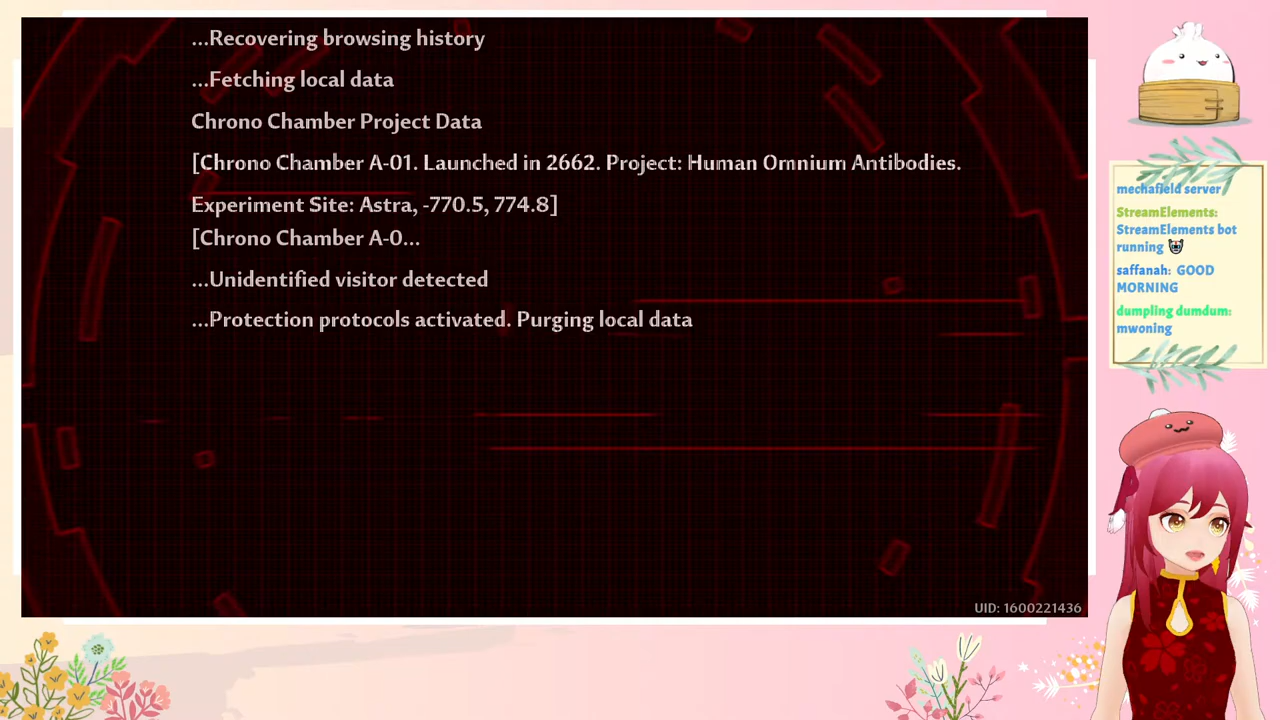 ...Recovering browsing history
...Fetching local data
Chrono Chamber Project Data
[Chrono Chamber A-01. Launched in 2662. Project: Human Omnium Antibodies.
Experiment Site: Astra, -770.5, 774.8]
[Chrono Chamber A-0...
...Unidentified visitor detected
...Protection protocols activated. Purging local data
UID: 1600221436
mechafield server
StreamElements:
StreamElements bot
running
saffanah: GOOD
MORNING
dumpling dumdum:
mwoning